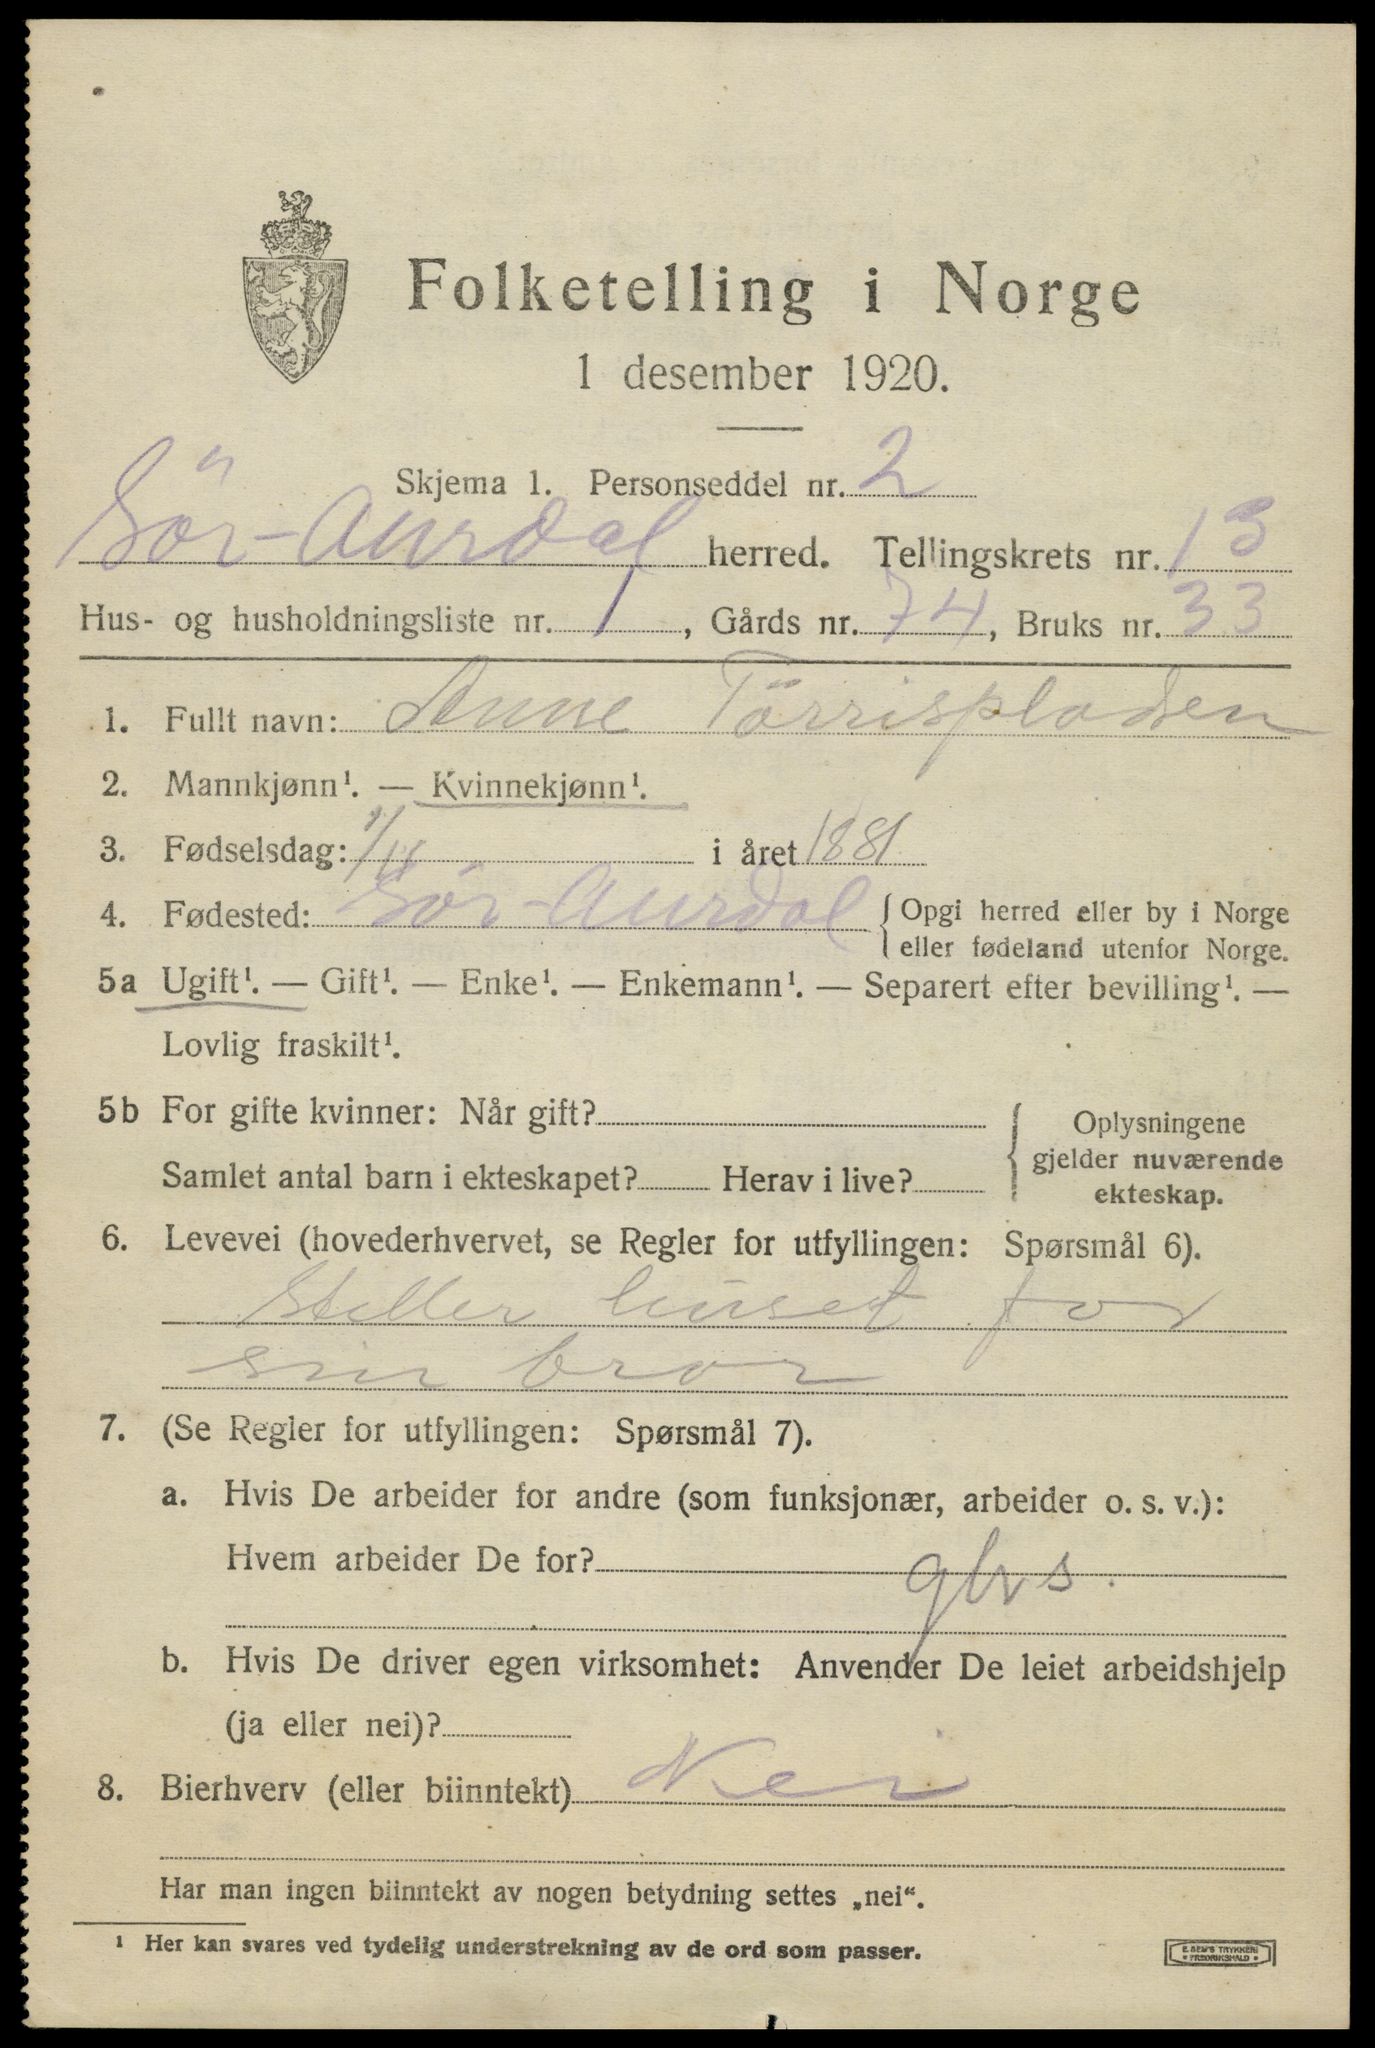 Folketelling i Norge
1 desember 1920.
Skjema 1. Personseddel nr. 2
Sør-Aurdal herred. Tellingskrets nr. 13
Hus- og husholdningsliste nr. 1, Gårds nr. 74, Bruks nr. 33
1. Fullt navn: Anne Törrispladsen
2. Mannkjønn¹. — Kvinnekjønn¹.
3. Fødselsdag: i året 1881
4. Fødested: Sør-Aurdal { Opgi herred eller by i Norge
eller fødeland utenfor Norge.
5a Ugift¹. — Gift¹. — Enke¹. — Enkemann¹. — Separert efter bevilling¹. —
Lovlig fraskilt¹.
5b For gifte kvinner: Når gift? { Oplysningene
gjelder nuværende
Samlet antal barn i ekteskapet? Herav i live?
ekteskap.
6. Levevei (hovederhvervet, se Regler for utfyllingen: Spørsmål 6).
Steller huset for
sin bror
7. (Se Regler for utfyllingen: Spørsmål 7).
a. Hvis De arbeider for andre (som funksjonær, arbeider o. s. v.):
Hvem arbeider De for?
gbrs.
b. Hvis De driver egen virksomhet: Anvender De leiet arbeidshjelp
(ja eller nei)?
8. Bierhverv (eller biinntekt) Nei
Har man ingen biinntekt av nogen betydning settes „nei“.
¹ Her kan svares ved tydelig understrekning av de ord som passer.
E. SEM'S TRYKKERI
• FREDRIKSHALD •